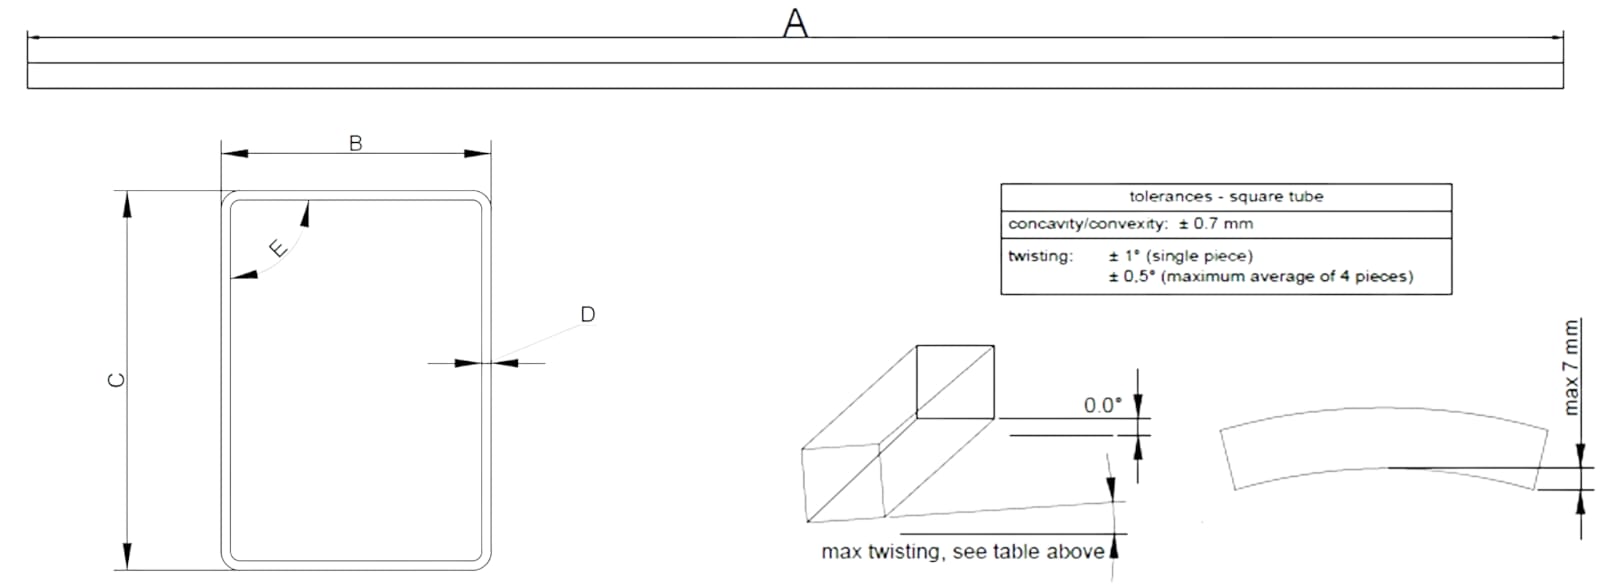 A
B
tolerances - square tube
concavity/convexity: ± 0.7 mm
twisting: ± 1° (single piece)
± 0,5° (maximum average of 4 pieces)
E
D
C
max 7 mm
0.0°
max twisting, see table above